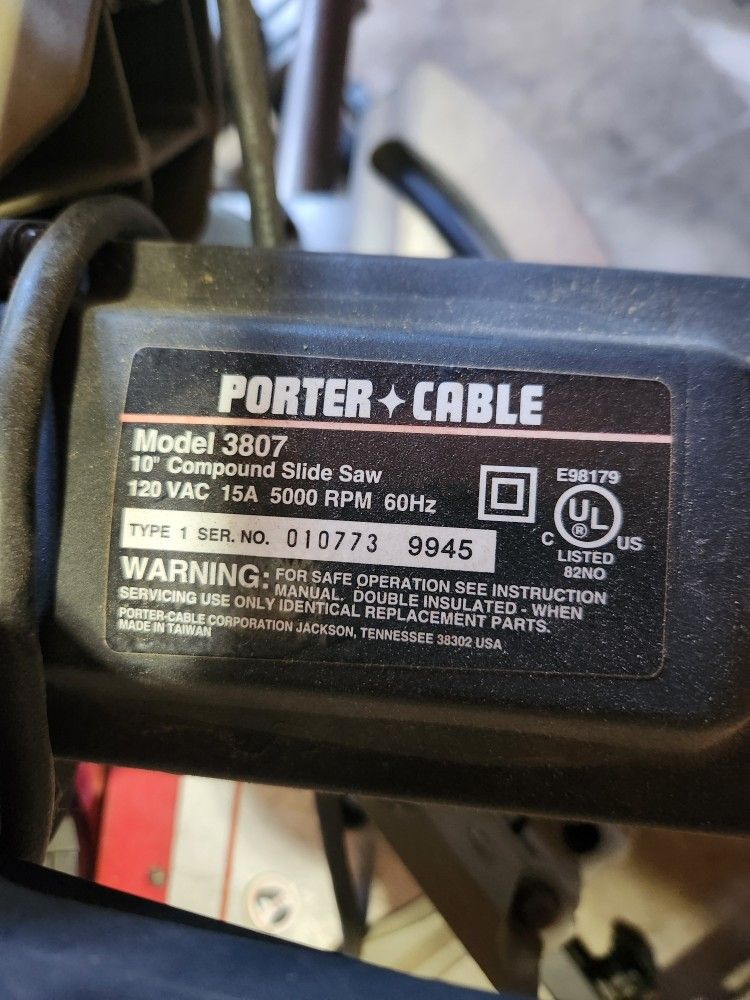 PORTER✦CABLE
Model 3807
10" Compound Slide Saw
120 VAC 15A 5000 RPM 60Hz
E98179
UL
®
C US
LISTED
82NO
TYPE 1 SER. NO. 010773 9945
WARNING: FOR SAFE OPERATION SEE INSTRUCTION
MANUAL. DOUBLE INSULATED - WHEN
SERVICING USE ONLY IDENTICAL REPLACEMENT PARTS.
PORTER-CABLE CORPORATION JACKSON, TENNESSEE 38302 USA
MADE IN TAIWAN